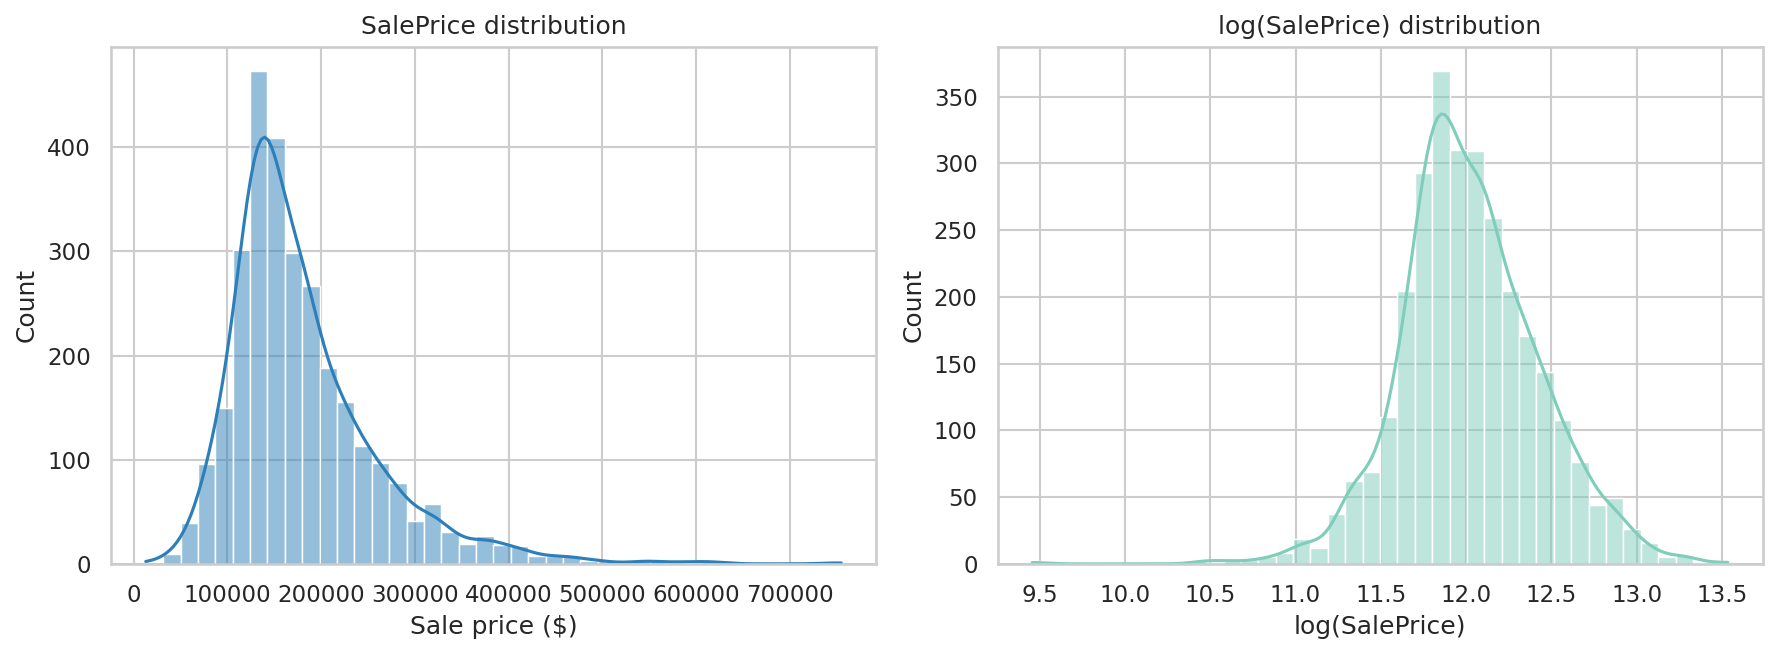 SalePrice distribution
400
300
200
100
0
Count
0 100000 200000 300000 400000 500000 600000 700000
Sale price ($)
log(SalePrice) distribution
350
300
250
200
150
100
50
0
Count
9.5 10.0 10.5 11.0 11.5 12.0 12.5 13.0 13.5
log(SalePrice)